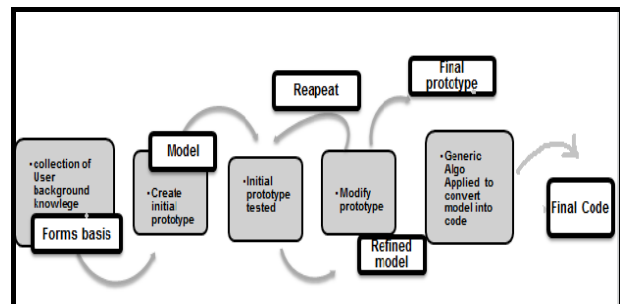 •collection of
User
background
knowlege
Forms basis
Model
•Create
initial
prototype
•Initial
prototype
tested
Reapeat
•Modify
prototype
Refined
model
Final
prototype
•Generic
Algo
Applied to
convert
model into
code
Final Code